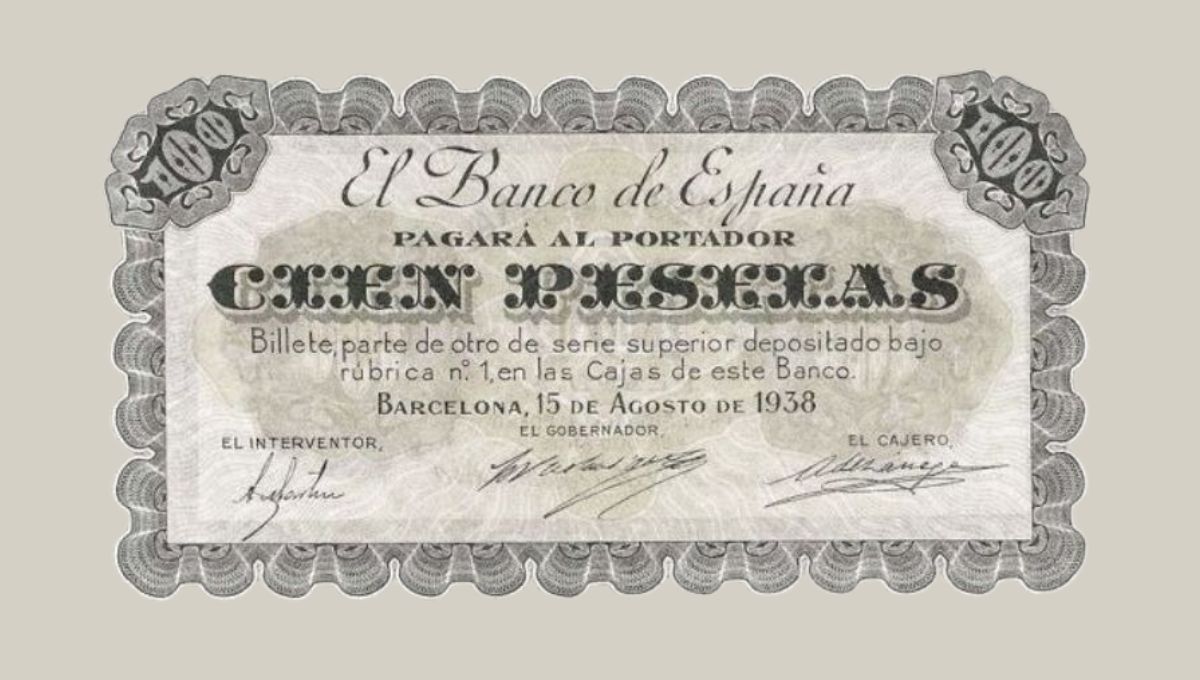 100 100
El Banco de España
PAGARÁ AL PORTADOR
CIEN PESETAS
Billete, parte de otro de serie superior depositado bajo
rúbrica nº. 1, en las Cajas de este Banco.
BARCELONA, 15 DE AGOSTO DE 1938
EL INTERVENTOR, EL GOBERNADOR, EL CAJERO,